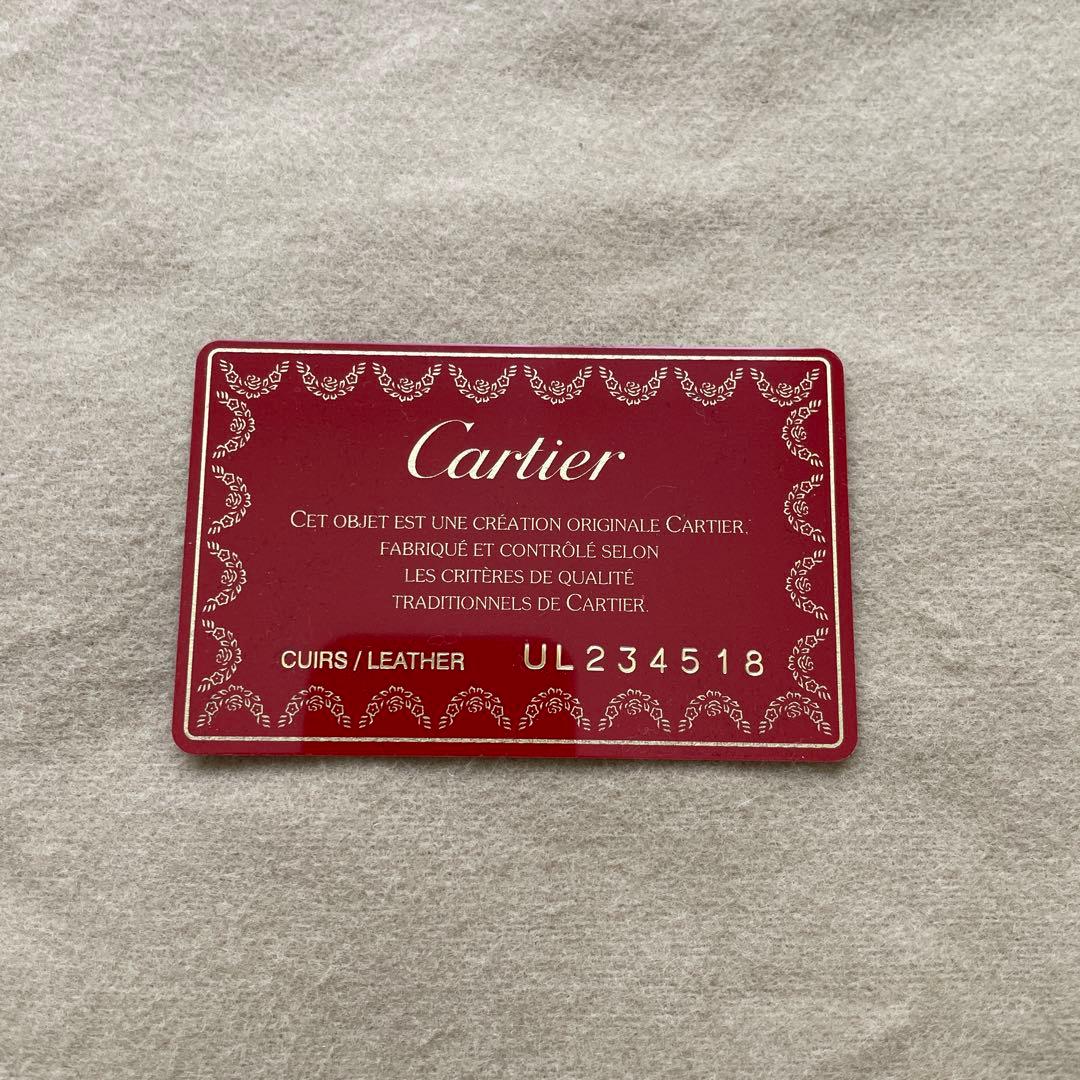 Cartier
CET OBJET EST UNE CRÉATION ORIGINALE CARTIER,
FABRIQUÉ ET CONTRÔLÉ SELON
LES CRITÈRES DE QUALITÉ
TRADITIONNELS DE CARTIER.
CUIRS / LEATHER UL234518